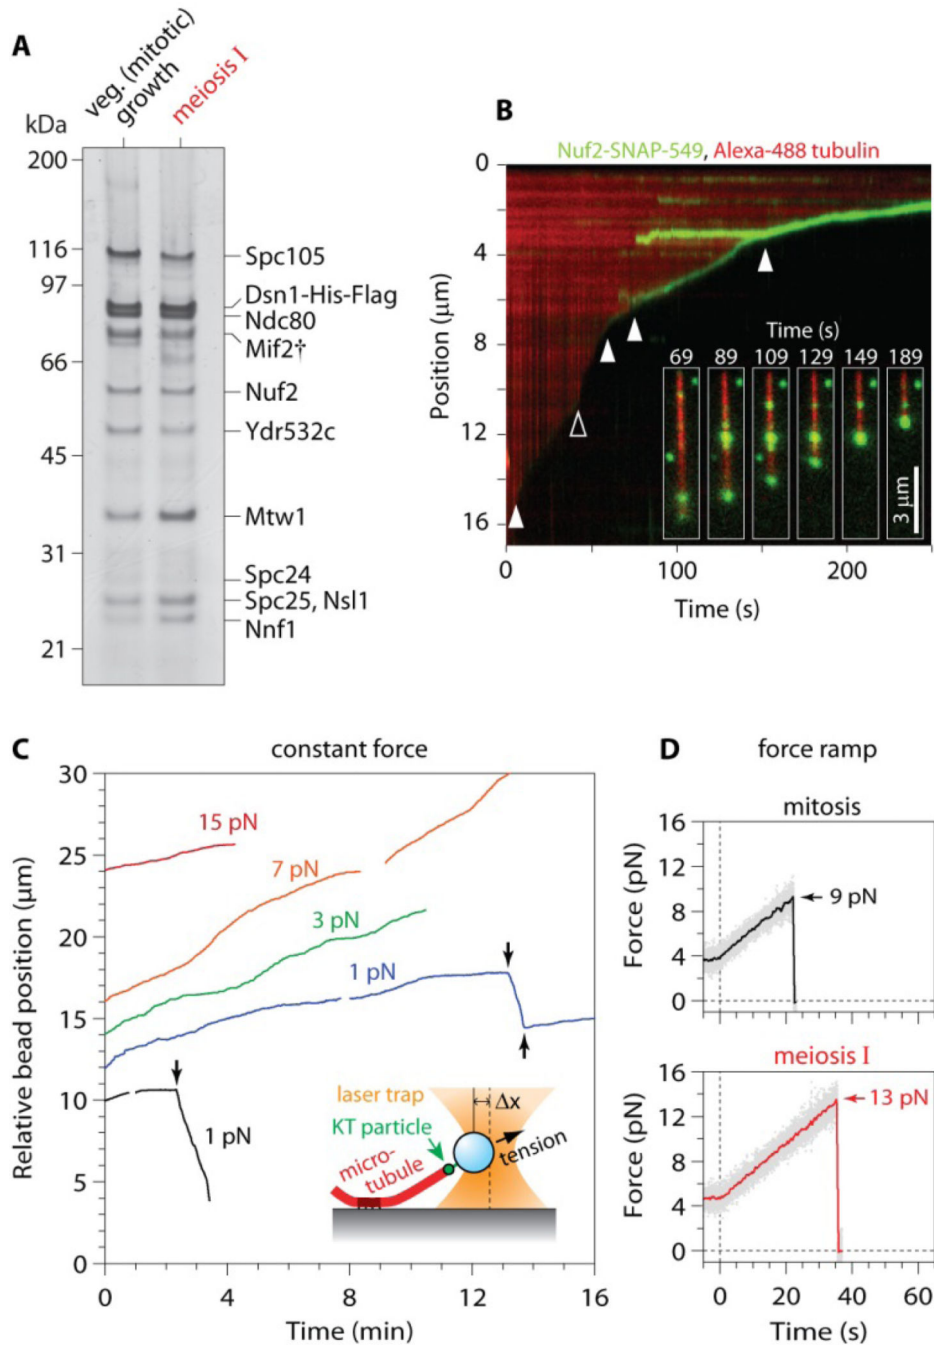 A
veg. (mitotic)
growth
meiosis I
kDa
200
116
97
66
45
31
21
Spc105
Dsn1-His-Flag
Ndc80
Mif2†
Nuf2
Ydr532c
Mtw1
Spc24
Spc25, Nsl1
Nnf1
B
Nuf2-SNAP-549, Alexa-488 tubulin
Position (μm)
0
4
8
12
16
Time (s)
69 89 109 129 149 189
3 μm
0 100 200
Time (s)
C
constant force
Relative bead position (μm)
30
25
20
15
10
5
0
15 pN
7 pN
3 pN
1 pN
1 pN
laser trap
KT particle
micro-
tubule
Δx
tension
0 4 8 12 16
Time (min)
D
force ramp
mitosis
Force (pN)
16
12
8
4
0
9 pN
meiosis I
Force (pN)
16
12
8
4
0
13 pN
0 20 40 60
Time (s)